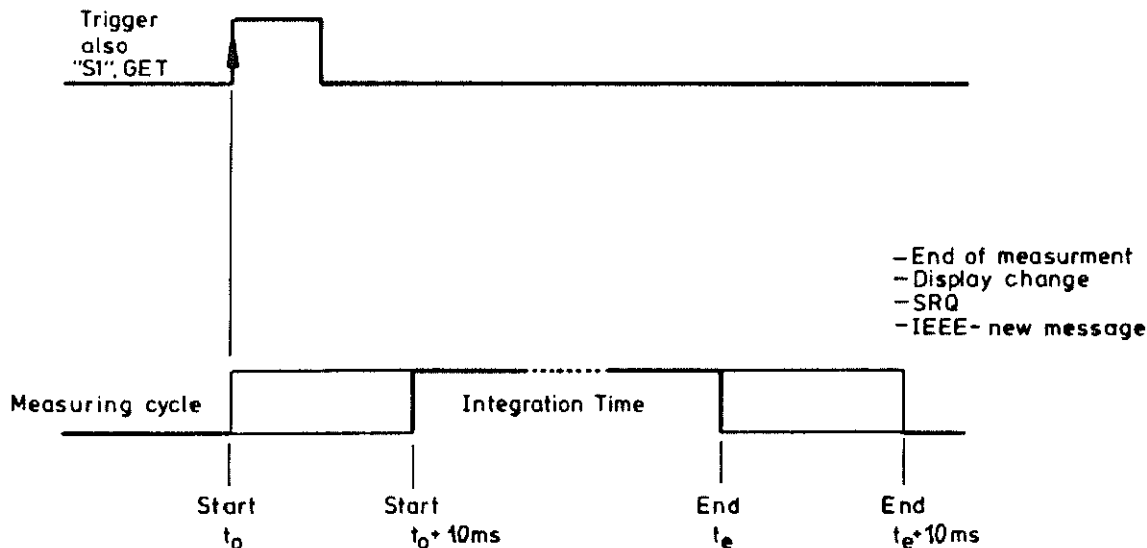 Trigger
also
"S1", GET
-End of measurment
-Display change
-SRQ
-IEEE- new message
Measuring cycle
Integration Time
Start
t₀
Start
t₀+ 10ms
End
tₑ
End
tₑ+10ms